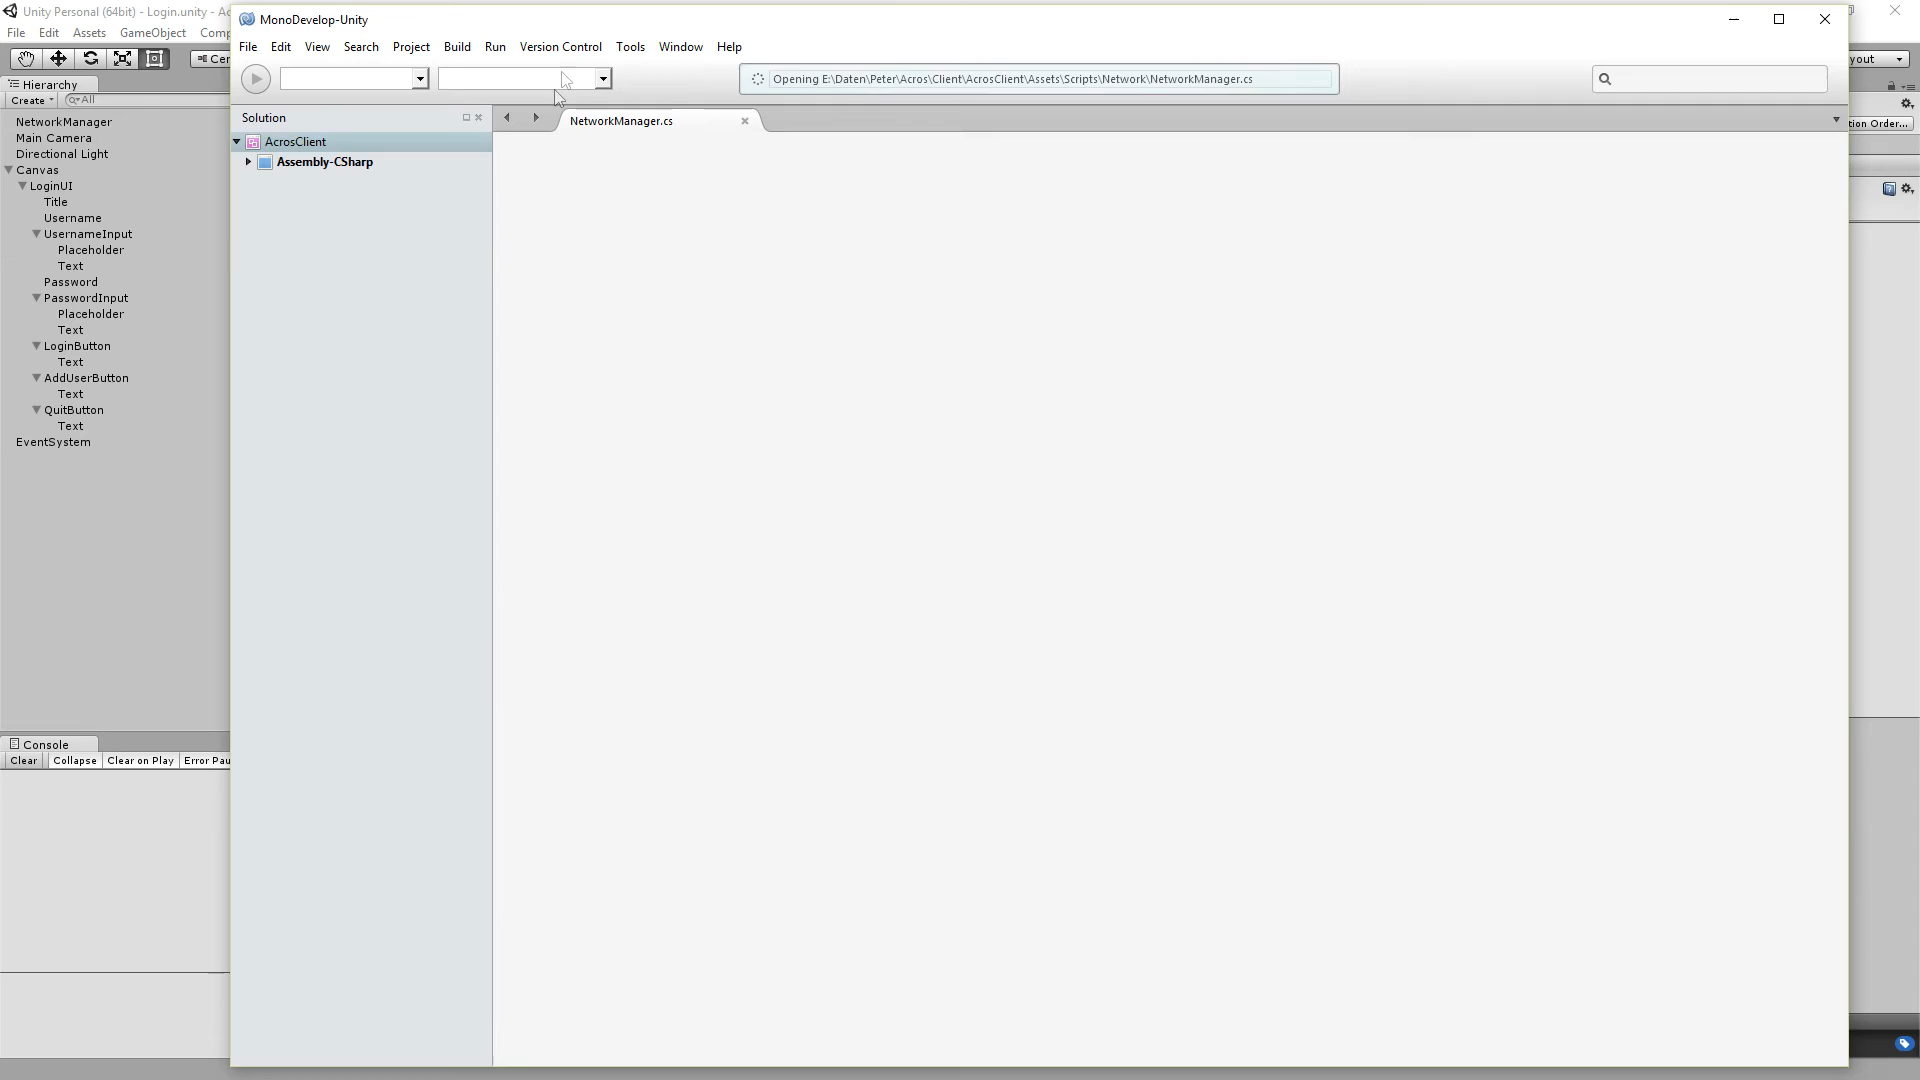 Unity Personal (64bit) - Login.unity - Ac
File Edit Assets GameObject Comp
Cen
Hierarchy
Create All
NetworkManager
Main Camera
Directional Light
Canvas
LoginUI
Title
Username
UsernameInput
Placeholder
Text
Password
PasswordInput
Placeholder
Text
LoginButton
Text
AddUserButton
Text
QuitButton
Text
EventSystem
Console
Clear Collapse Clear on Play Error Pau
MonoDevelop-Unity
File Edit View Search Project Build Run Version Control Tools Window Help
Opening E:\Daten\Peter\Acros\Client\AcrosClient\Assets\Scripts\Network\NetworkManager.cs
Solution
AcrosClient
Assembly-CSharp
NetworkManager.cs
yout
tion Order...